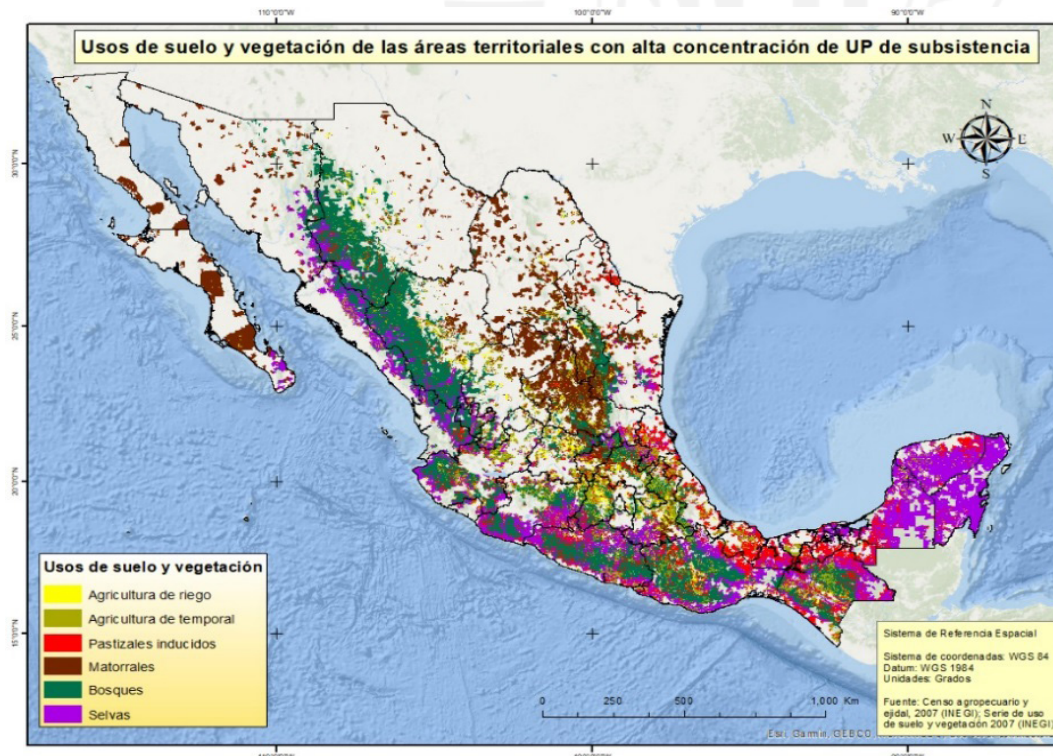 110°0'0"W 100°0'0"W 90°0'0"W
Usos de suelo y vegetación de las áreas territoriales con alta concentración de UP de subsistencia
N
W E
S
30°0'0"N
25°0'0"N
20°0'0"N
15°0'0"N
Usos de suelo y vegetación
Agricultura de riego
Agricultura de temporal
Pastizales inducidos
Matorrales
Bosques
Selvas
0 250 500 1,000 Km
Esri, Garmin, GEBCO
Sistema de Referencia Espacial
Sistema de coordenadas: WGS 84
Datum: WGS 1984
Unidades: Grados
Fuente: Censo agropecuario y
ejidal, 2007 (INEGI); Serie de uso
de suelo y vegetación 2007 (INEGI)